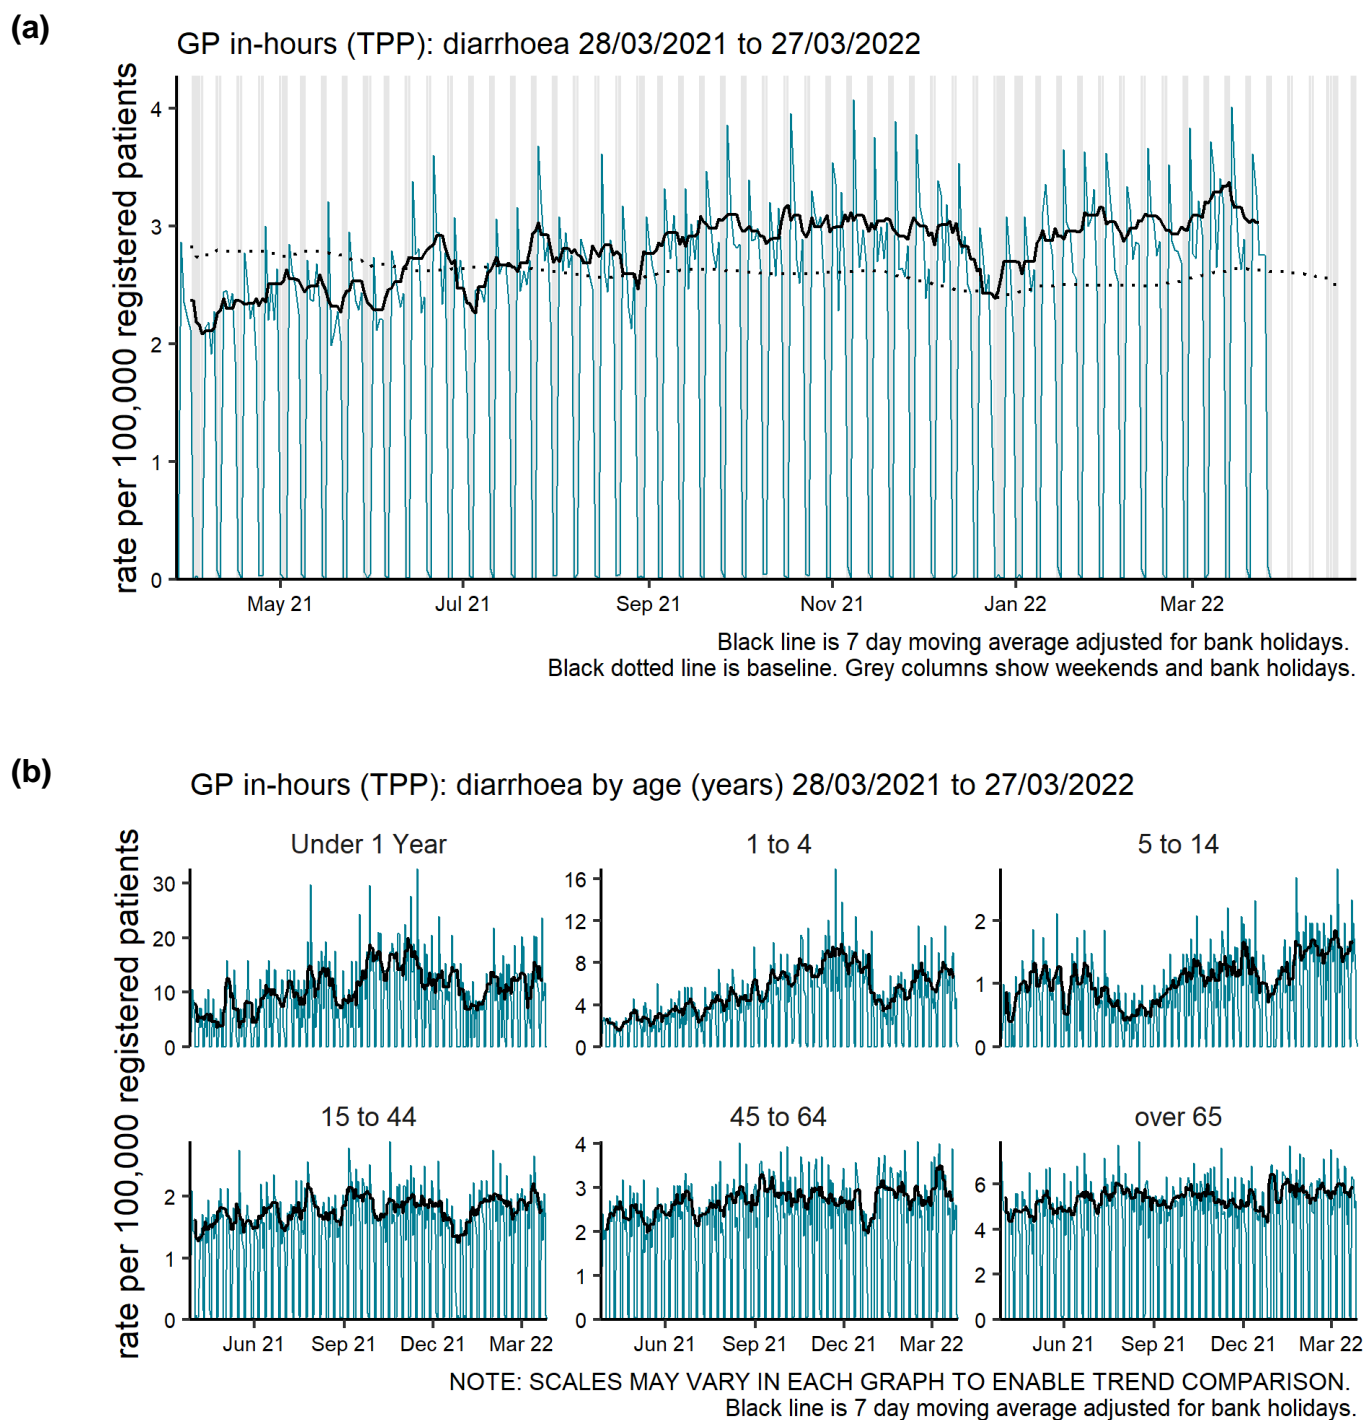 (a)
GP in-hours (TPP): diarrhoea 28/03/2021 to 27/03/2022
rate per 100,000 registered patients
4
3
2
1
0
May 21 Jul 21 Sep 21 Nov 21 Jan 22 Mar 22
Black line is 7 day moving average adjusted for bank holidays.
Black dotted line is baseline. Grey columns show weekends and bank holidays.
(b)
GP in-hours (TPP): diarrhoea by age (years) 28/03/2021 to 27/03/2022
rate per 100,000 registered patients
Under 1 Year
30
20
10
0
1 to 4
16
12
8
4
0
5 to 14
2
1
0
15 to 44
2
1
0
Jun 21 Sep 21 Dec 21 Mar 22
45 to 64
4
3
2
1
0
Jun 21 Sep 21 Dec 21 Mar 22
over 65
6
4
2
0
Jun 21 Sep 21 Dec 21 Mar 22
NOTE: SCALES MAY VARY IN EACH GRAPH TO ENABLE TREND COMPARISON.
Black line is 7 day moving average adjusted for bank holidays.